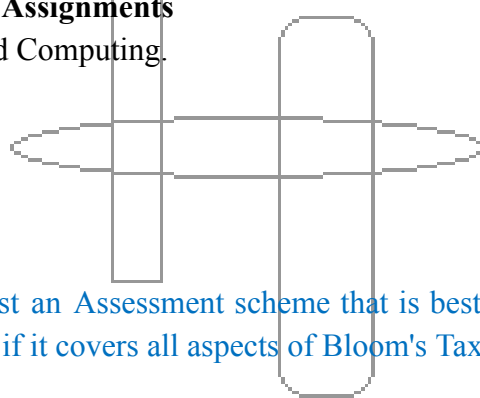 Assignments
d Computing.
st an Assessment scheme that is best
if it covers all aspects of Bloom's Tax